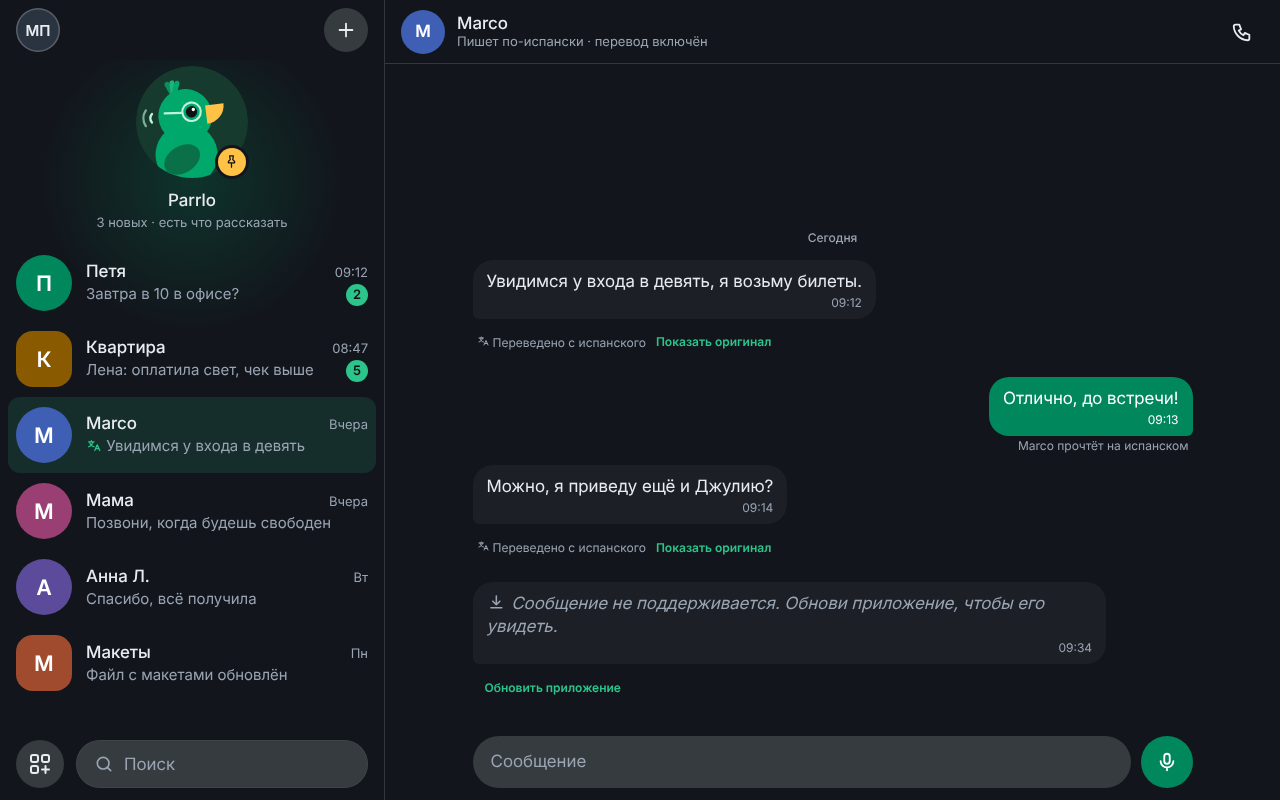 МП
Parrlo
3 новых · есть что рассказать
П
Петя
09:12
Завтра в 10 в офисе?
2
К
Квартира
08:47
Лена: оплатила свет, чек выше
5
M
Marco
Вчера
Увидимся у входа в девять
М
Мама
Вчера
Позвони, когда будешь свободен
А
Анна Л.
Вт
Спасибо, всё получила
М
Макеты
Пн
Файл с макетами обновлён
Поиск
M
Marco
Пишет по-испански · перевод включён
Сегодня
Увидимся у входа в девять, я возьму билеты.
09:12
Переведено с испанского Показать оригинал
Отлично, до встречи!
09:13
Marco прочтёт на испанском
Можно, я приведу ещё и Джулию?
09:14
Переведено с испанского Показать оригинал
Сообщение не поддерживается. Обнови приложение, чтобы его
увидеть.
09:34
Обновить приложение
Сообщение